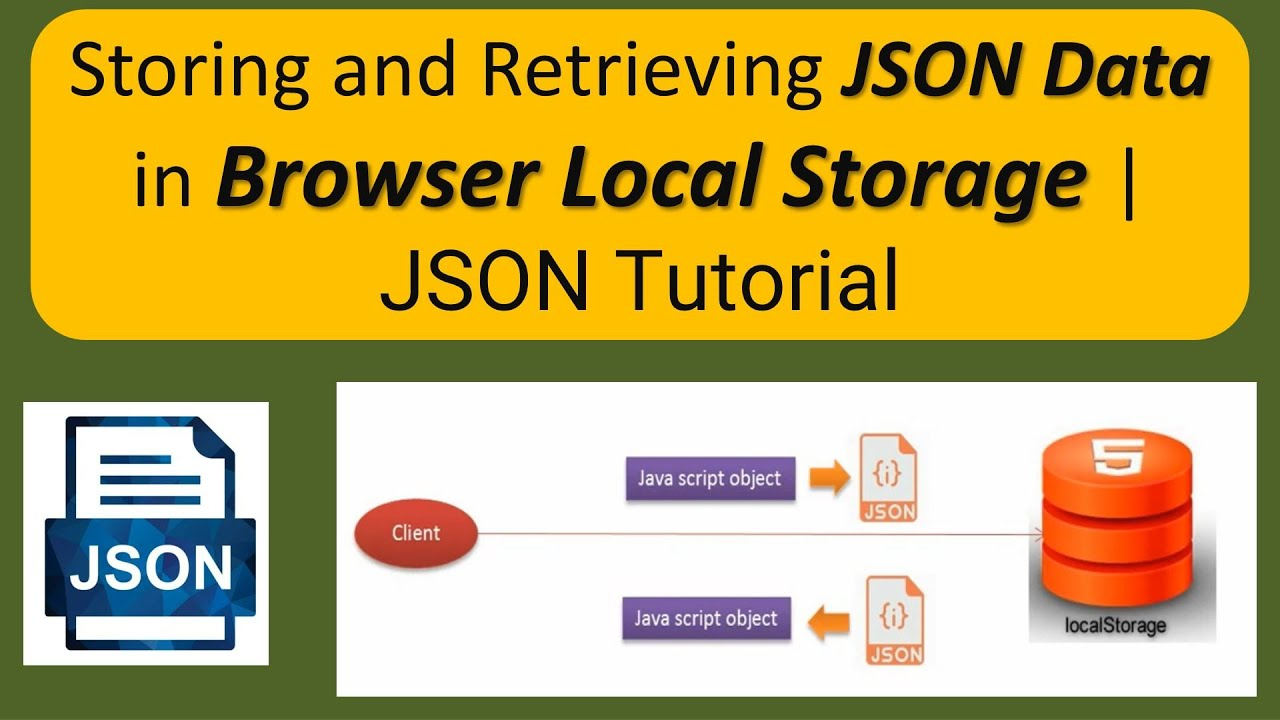 Storing and Retrieving JSON Data
in Browser Local Storage |
JSON Tutorial
JSON
Java script object
{i}
JSON
Client
5
localStorage
Java script object
{i}
JSON